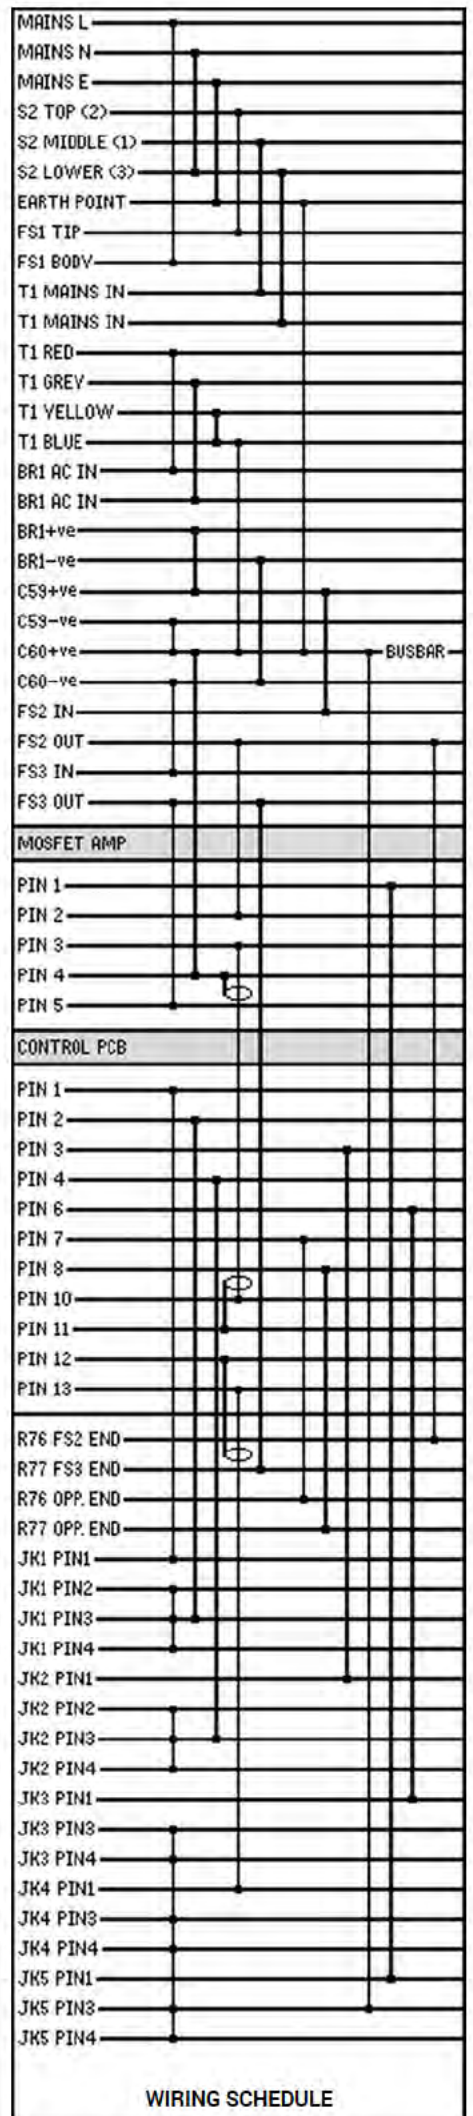 MAINS L
MAINS N
MAINS E
S2 TOP (2)
S2 MIDDLE (1)
S2 LOWER (3)
EARTH POINT
FS1 TIP
FS1 BODY
T1 MAINS IN
T1 MAINS IN
T1 RED
T1 GREY
T1 YELLOW
T1 BLUE
BR1 AC IN
BR1 AC IN
BR1+ve
BR1-ve
C59+ve
C59-ve
C60+ve BUSBAR
C60-ve
FS2 IN
FS2 OUT
FS3 IN
FS3 OUT
MOSFET AMP
PIN 1
PIN 2
PIN 3
PIN 4
PIN 5
CONTROL PCB
PIN 1
PIN 2
PIN 3
PIN 4
PIN 6
PIN 7
PIN 8
PIN 10
PIN 11
PIN 12
PIN 13
R76 FS2 END
R77 FS3 END
R76 OPP. END
R77 OPP. END
JK1 PIN1
JK1 PIN2
JK1 PIN3
JK1 PIN4
JK2 PIN1
JK2 PIN2
JK2 PIN3
JK2 PIN4
JK3 PIN1
JK3 PIN3
JK3 PIN4
JK4 PIN1
JK4 PIN3
JK4 PIN4
JK5 PIN1
JK5 PIN3
JK5 PIN4
WIRING SCHEDULE